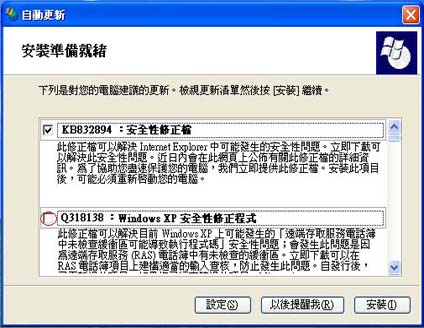 自動更新
安裝準備就緒
下列是對您的電腦建議的更新。檢視更新清單然後按 [安裝] 繼續。
KB832894 : 安全性修正檔
此修正檔可以解決 Internet Explorer 中可能發生的安全性問題。立即下載可
以解決此安全性問題。近日內會在此網頁上公佈有關此修正檔的詳細資
訊。為了協助您盡速保護您的電腦，我們立即提供此修正檔。安裝此項目
後，可能必須重新啓動您的電腦。
Q318138 : Windows XP 安全性修正程式
此修正檔可以解決目前 Windows XP 上可能發生的「遠端存取服務電話簿
中未檢查緩衝區可能導致執行程式碼」安全性問題；會發生此問題是因
為遠端存取服務 (RAS) 電話簿中有未檢查的緩衝區。立即下載可以在
RAS 電話簿項目上建構適當的輸入查核，防止發生此問題。自發行後，
設定(S)
以後提醒我(R)
安裝(I)